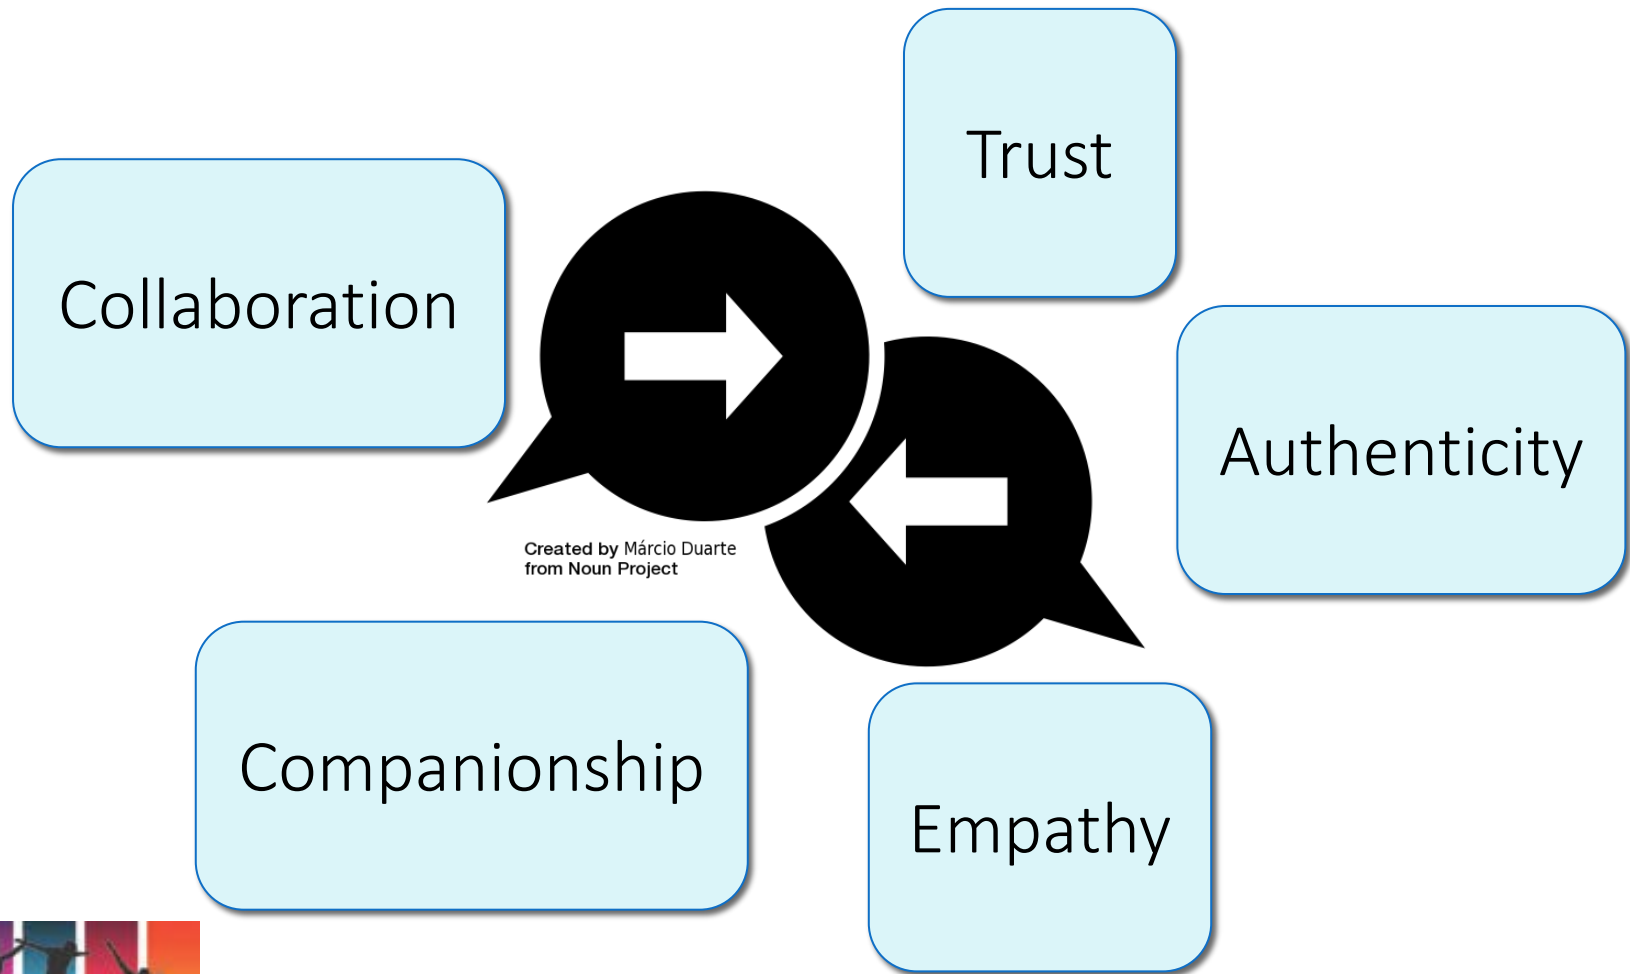 Trust
Collaboration
Authenticity
Created by Márcio Duarte
from Noun Project
Companionship
Empathy